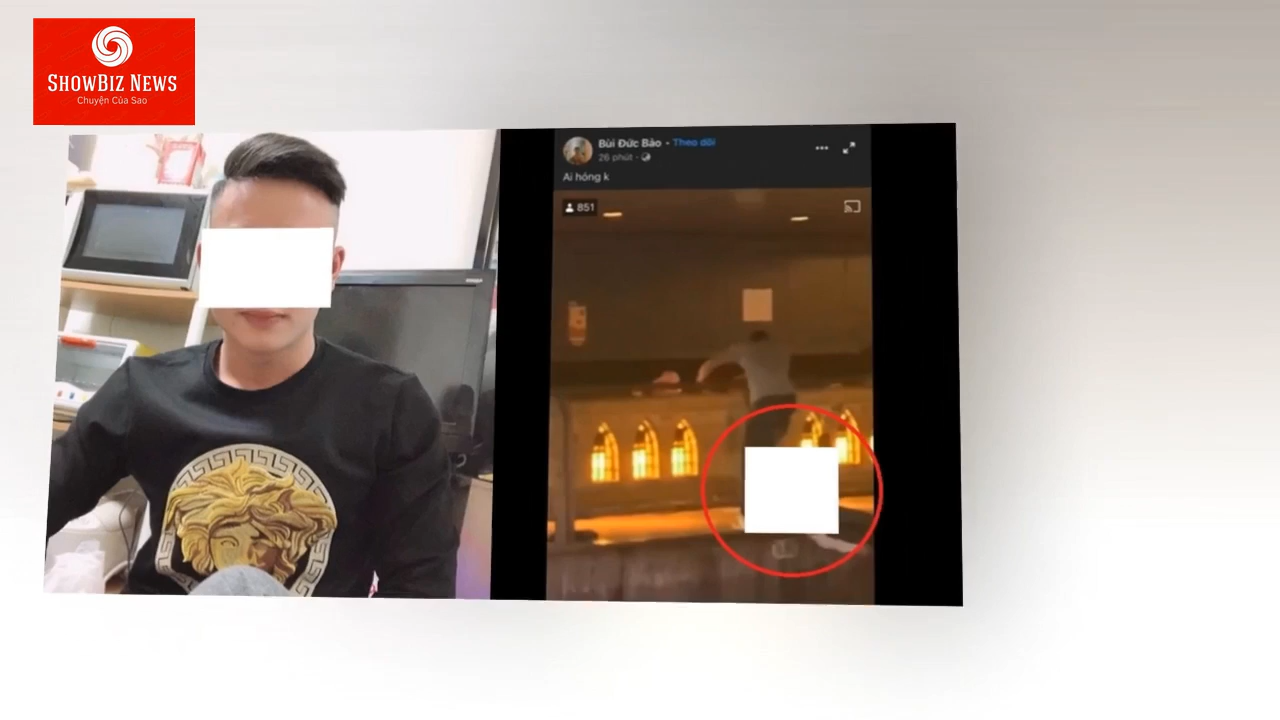 SHOWBIZ NEWS
Chuyện Của Sao
Bùi Đức Bảo - Theo dõi
26 phút
Ai hóng k
851